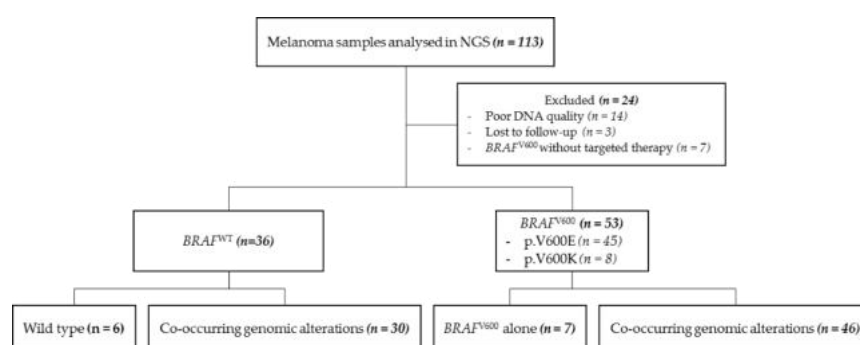 Melanoma samples analysed in NGS (n = 113)
Excluded (n = 24)
- Poor DNA quality (n = 14)
- Lost to follow-up (n = 3)
- BRAFV600 without targeted therapy (n = 7)
BRAFWT (n=36)
BRAFV600 (n = 53)
- p.V600E (n = 45)
- p.V600K (n = 8)
Wild type (n = 6)
Co-occurring genomic alterations (n = 30)
BRAFV600 alone (n = 7)
Co-occurring genomic alterations (n = 46)